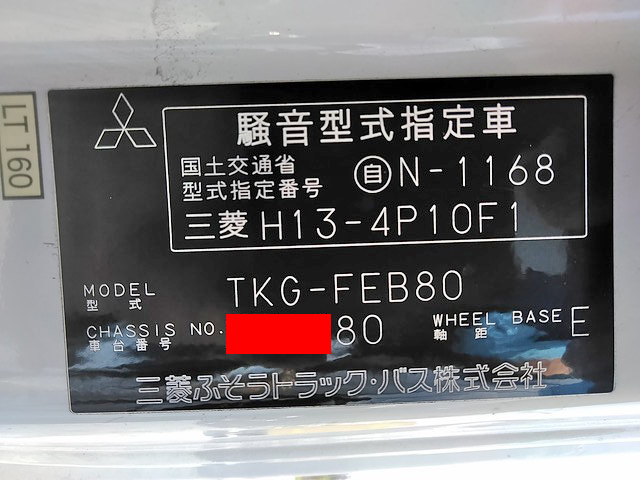 LT 160
騒音型式指定車
国土交通省
型式指定番号 自N-1168
三菱 H13-4P10F1
MODEL
型式 TKG-FEB80
CHASSIS NO. 80 WHEEL BASE E
車台番号 軸距
三菱ふそうトラック・バス株式会社